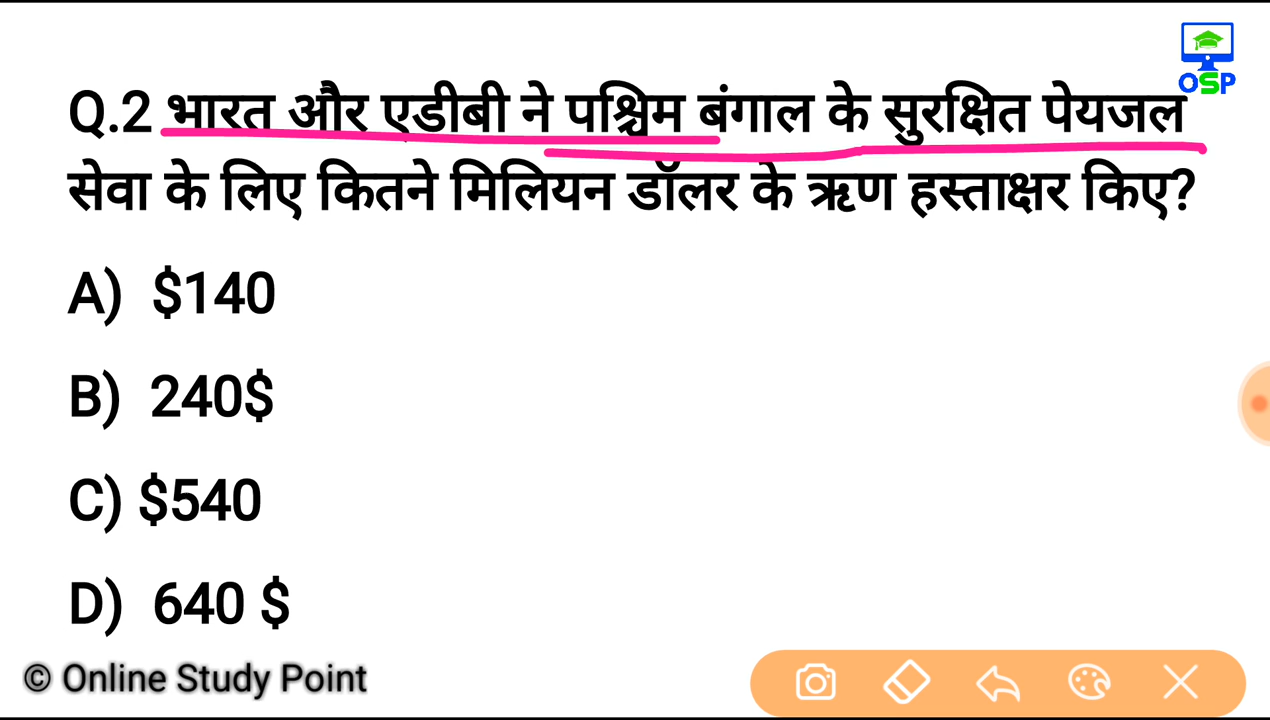 OSP
Q.2 भारत और एडीबी ने पश्चिम बंगाल के सुरक्षित पेयजल
सेवा के लिए कितने मिलियन डॉलर के ऋण हस्ताक्षर किए?
A) $140
B) 240$
C) $540
D) 640 $
© Online Study Point